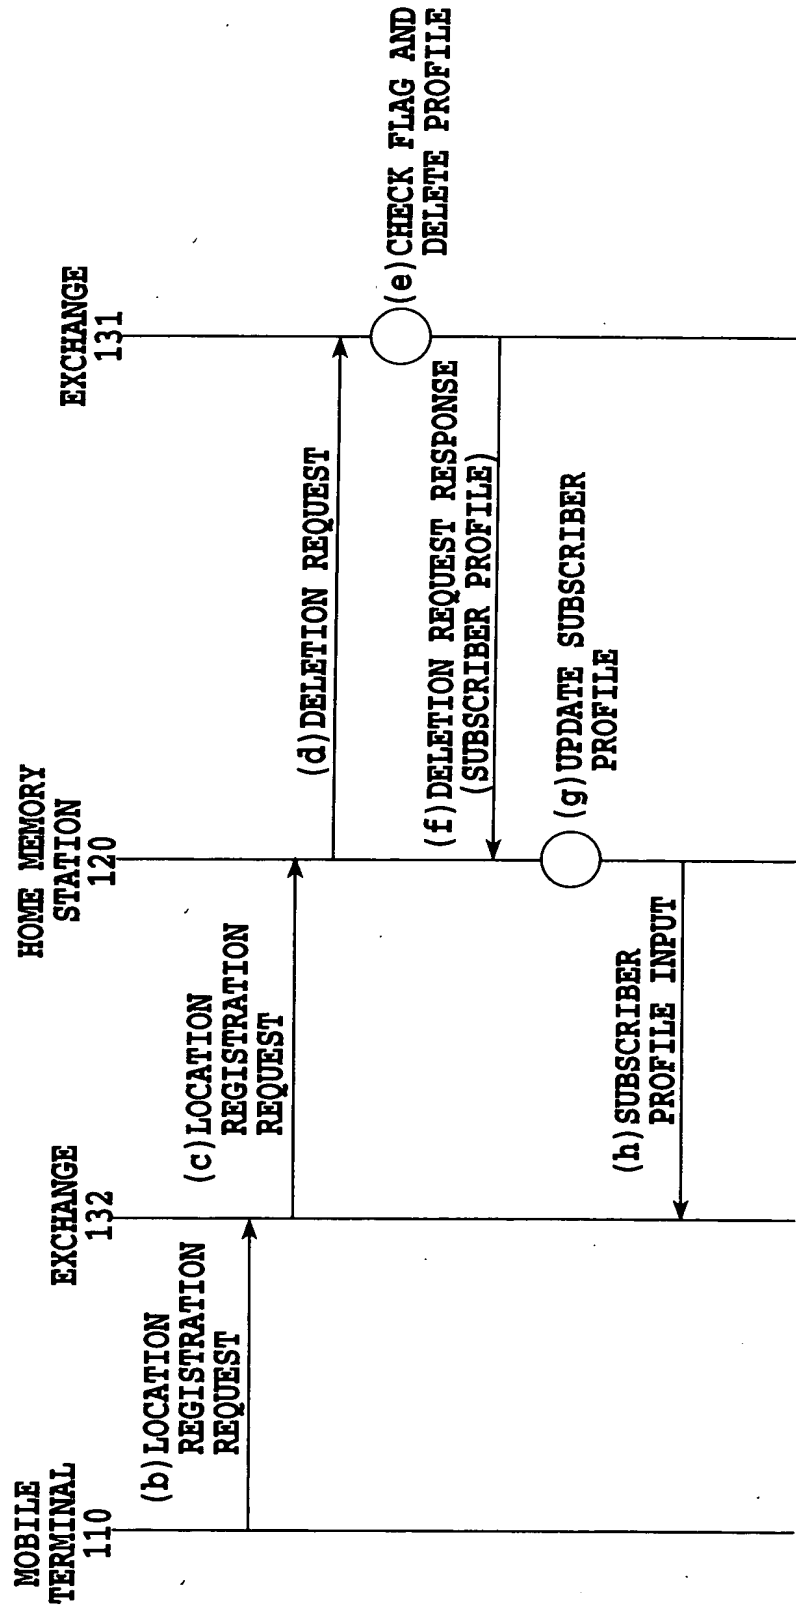 MOBILE
TERMINAL
110
EXCHANGE
132
HOME MEMORY
STATION
120
EXCHANGE
131
(b)LOCATION
REGISTRATION
REQUEST
(c)LOCATION
REGISTRATION
REQUEST
(d)DELETION REQUEST
(e)CHECK FLAG AND
DELETE PROFILE
(f)DELETION REQUEST RESPONSE
(SUBSCRIBER PROFILE)
(g)UPDATE SUBSCRIBER
PROFILE
(h)SUBSCRIBER
PROFILE INPUT